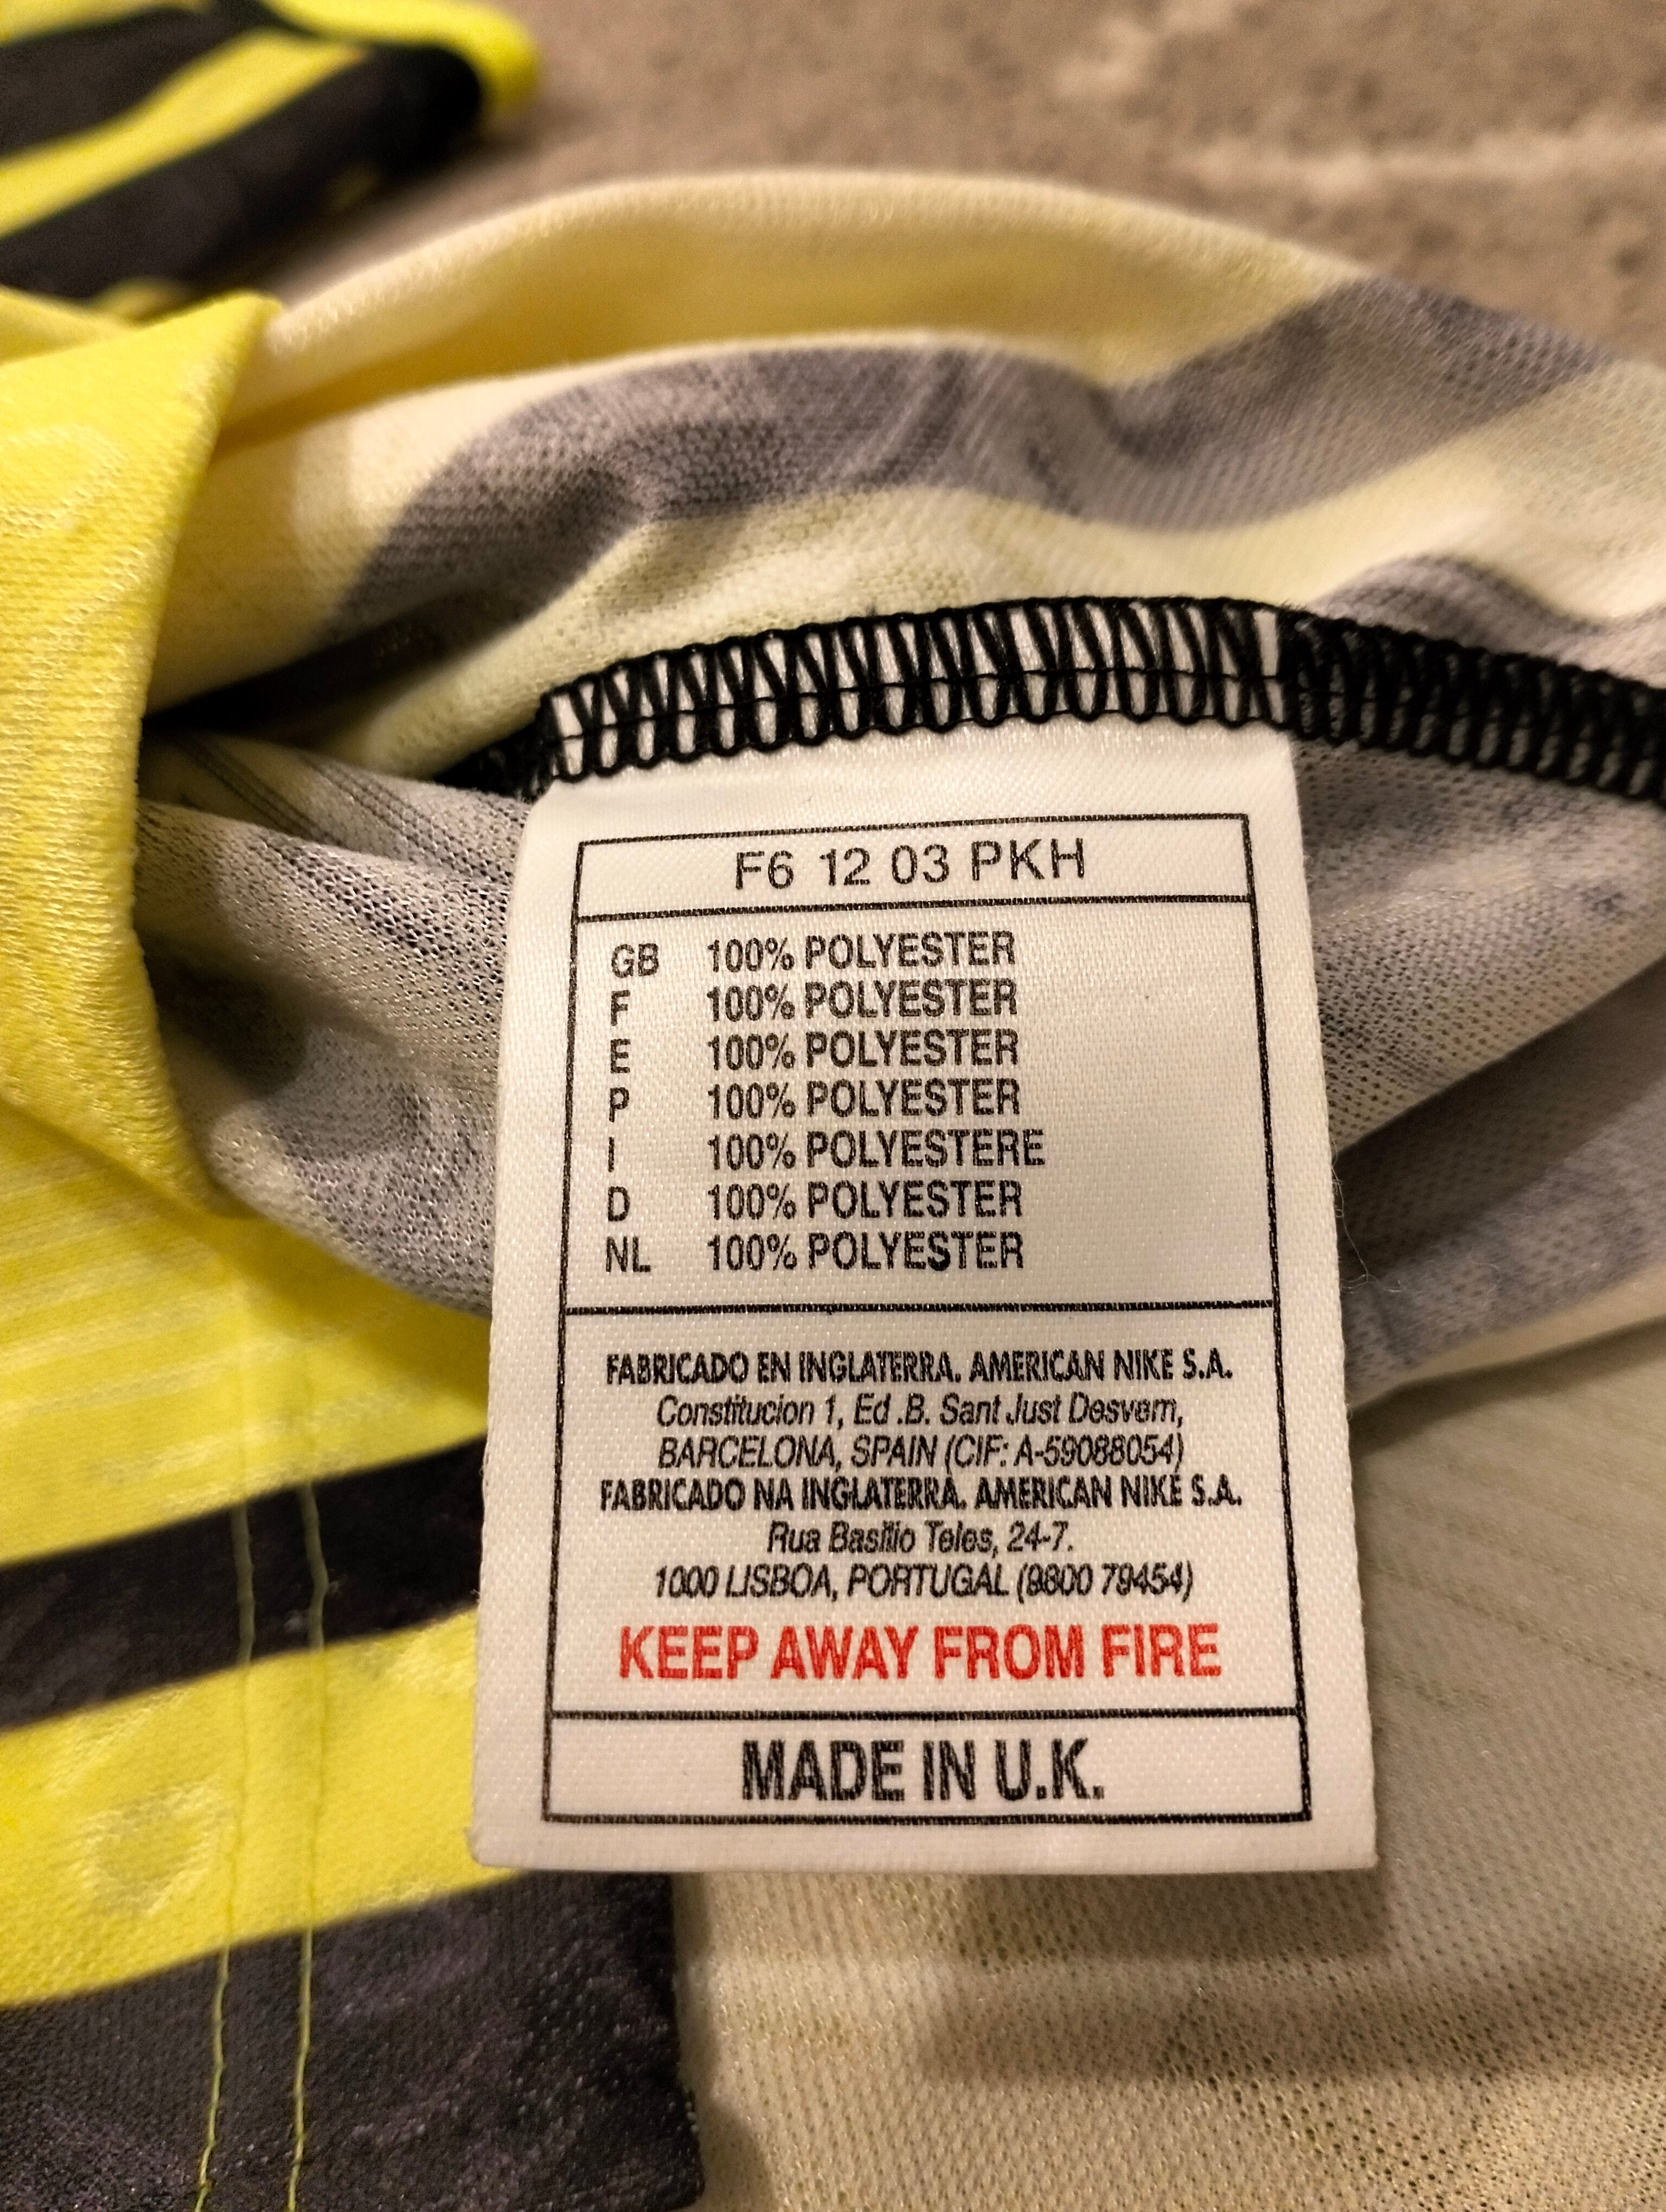 F6 12 03 PKH
GB 100% POLYESTER
F 100% POLYESTER
E 100% POLYESTER
P 100% POLYESTER
I 100% POLYESTERE
D 100% POLYESTER
NL 100% POLYESTER
FABRICADO EN INGLATERRA. AMERICAN NIKE S.A.
Constitucion 1, Ed .B. Sant Just Desvern,
BARCELONA, SPAIN (CIF: A-59088054)
FABRICADO NA INGLATERRA. AMERICAN NIKE S.A.
Rua Basilio Teles, 24-7.
1000 LISBOA, PORTUGAL (9800 79454)
KEEP AWAY FROM FIRE
MADE IN U.K.